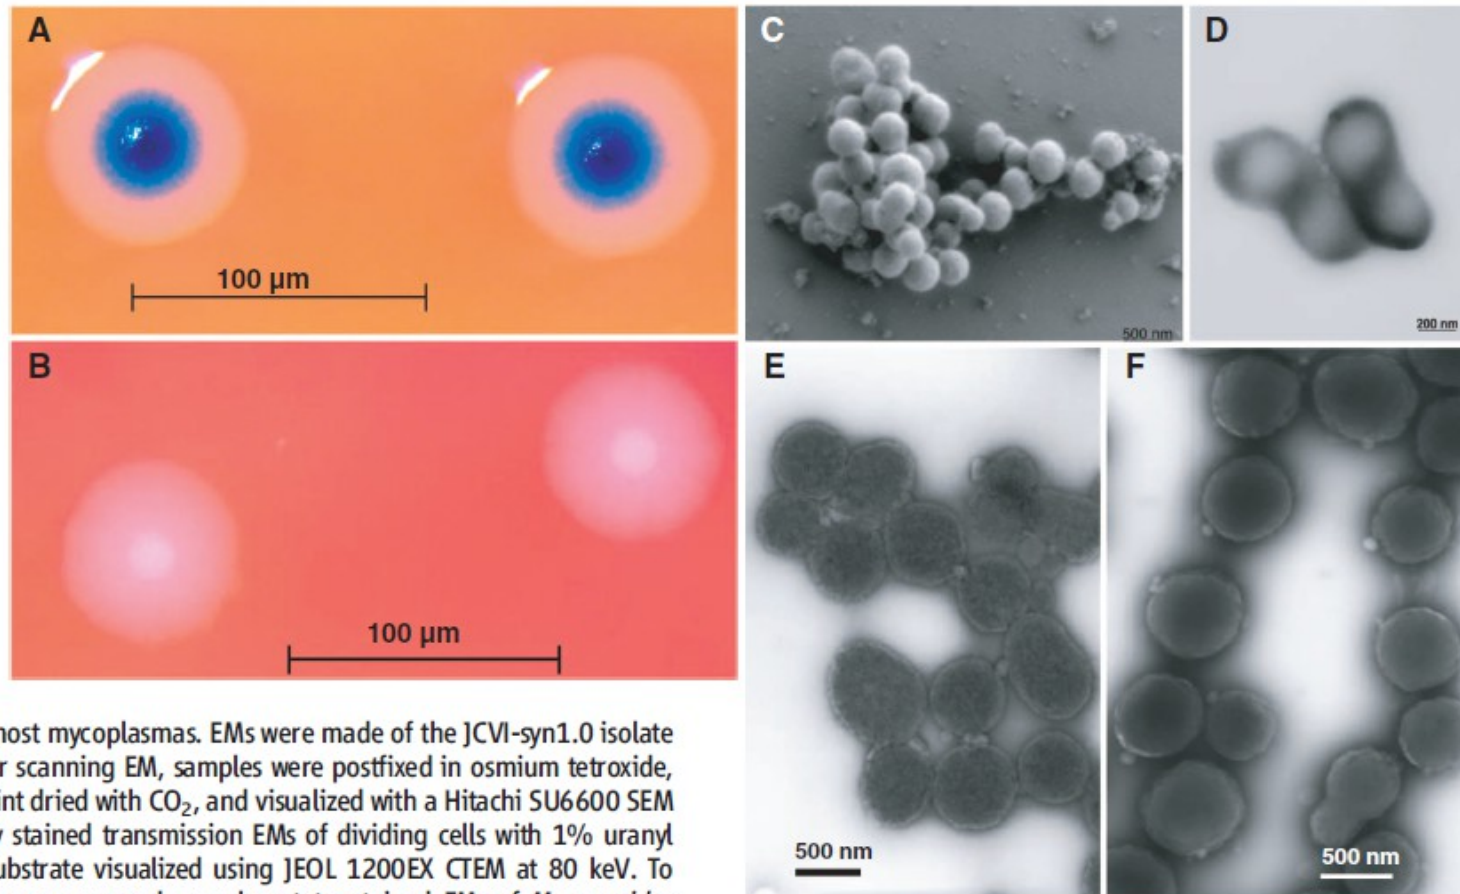 A
100 µm
B
100 µm
C
500 nm
D
200 nm
E
500 nm
F
500 nm
most mycoplasmas. EMs were made of the JCVI-syn1.0 isolate
scanning EM, samples were postfixed in osmium tetroxide,
dried with CO₂, and visualized with a Hitachi SU6600 SEM
stained transmission EMs of dividing cells with 1% uranyl
visualized using JEOL 1200EX CTEM at 80 keV. To